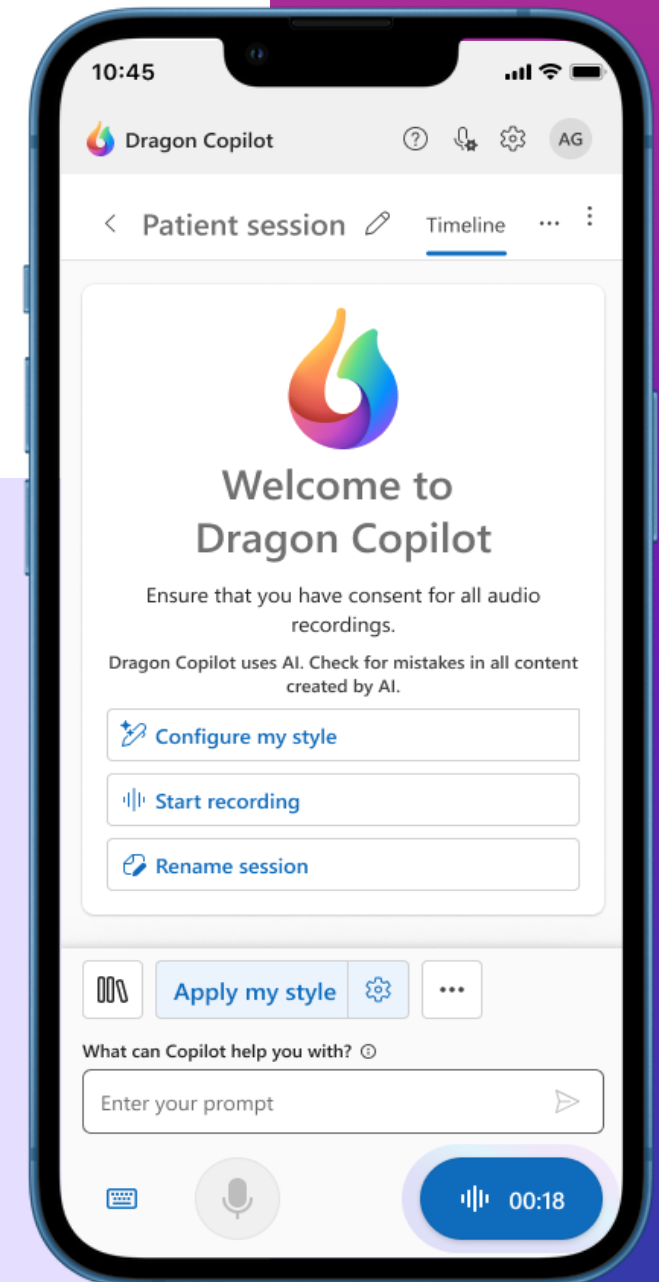 10:45
Dragon Copilot
AG
Patient session
Timeline
Welcome to
Dragon Copilot
Ensure that you have consent for all audio
recordings.
Dragon Copilot uses AI. Check for mistakes in all content
created by AI.
Configure my style
Start recording
Rename session
Apply my style
What can Copilot help you with?
Enter your prompt
00:18